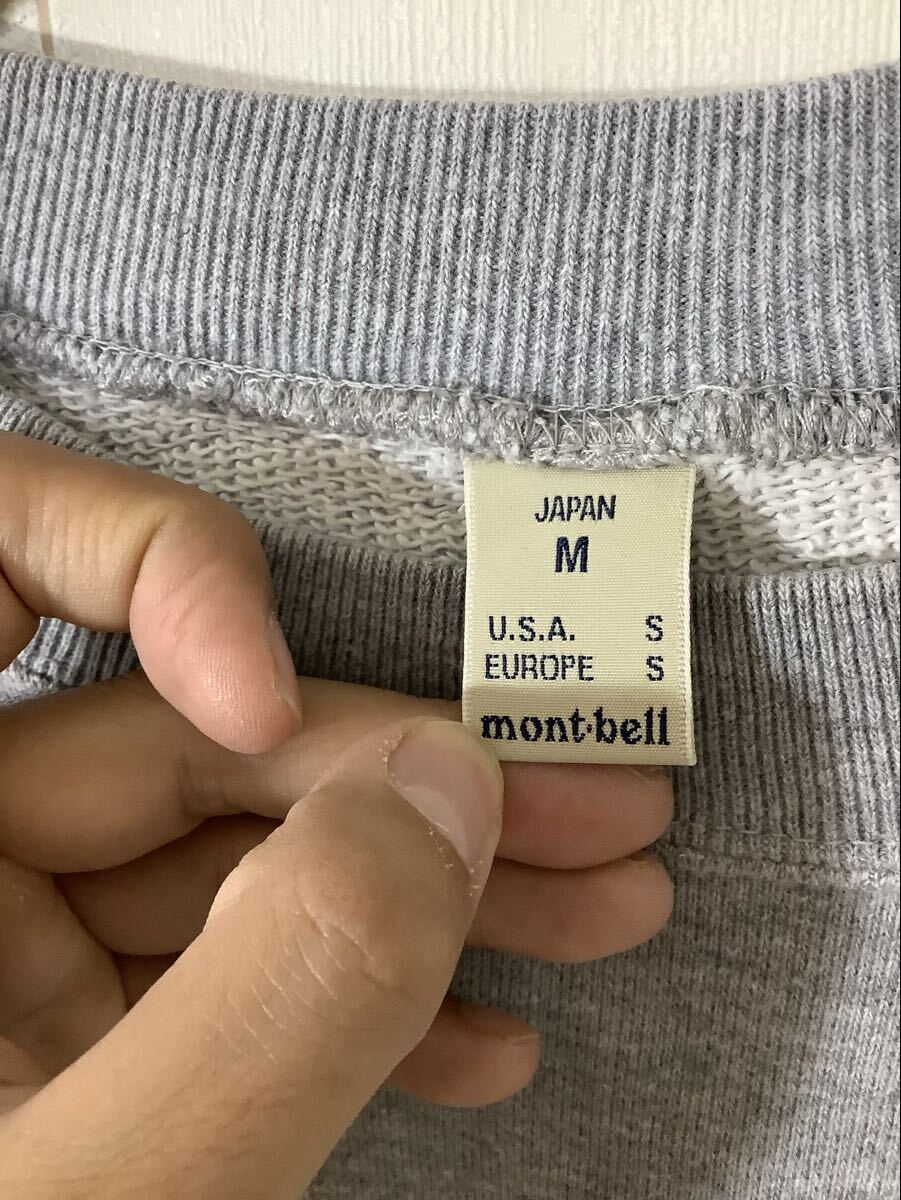 JAPAN
M
U.S.A. S
EUROPE S
mont·bell